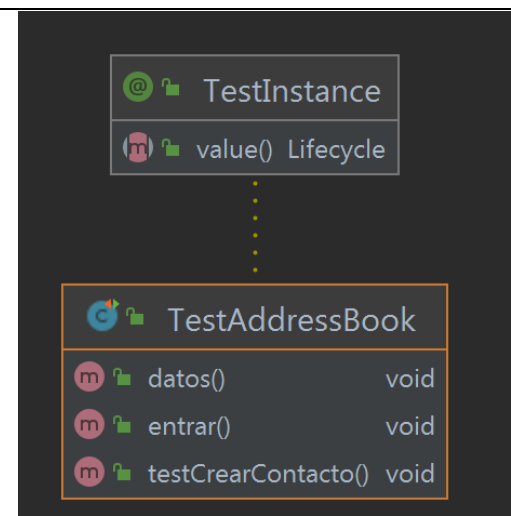 TestInstance
value() Lifecycle
TestAddressBook
datos() void
entrar() void
testCrearContacto() void